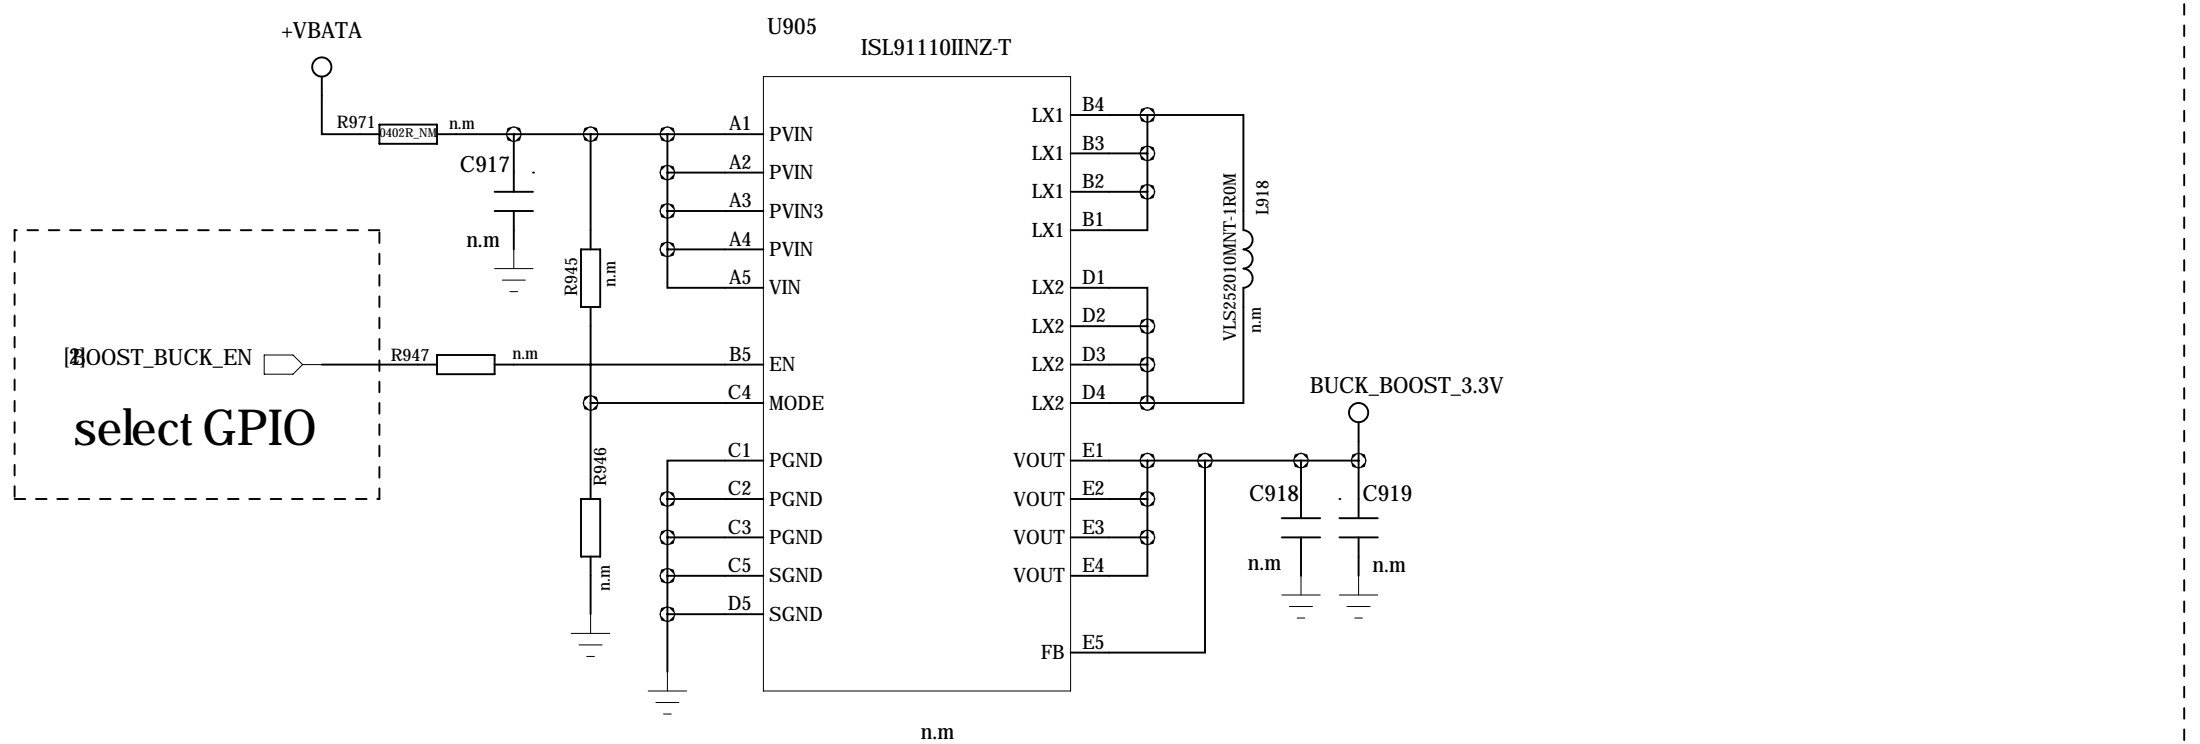 U905
+VBATA
ISL91110IINZ-T
R971
0402R_NM
n.m
C917
n.m
A1 PVIN
A2 PVIN
A3 PVIN3
A4 PVIN
A5 VIN
B5 EN
C4 MODE
C1 PGND
C2 PGND
C3 PGND
C5 SGND
D5 SGND
LX1 B4
LX1 B3
LX1 B2
LX1 B1
LX2 D1
LX2 D2
LX2 D3
LX2 D4
VOUT E1
VOUT E2
VOUT E3
VOUT E4
FB E5
R945
n.m
VLS252010MNT-1R0M
L918
n.m
BOOST_BUCK_EN
R947
n.m
select GPIO
R946
n.m
BUCK_BOOST_3.3V
C918
C919
n.m
n.m
n.m